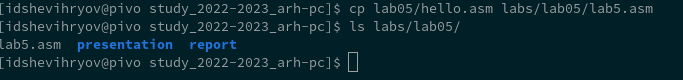 [idshevihryov@pivo study_2022-2023_arh-pc]$ cp lab05/hello.asm labs/lab05/lab5.asm
[idshevihryov@pivo study_2022-2023_arh-pc]$ ls labs/lab05/
lab5.asm  presentation  report
[idshevihryov@pivo study_2022-2023_arh-pc]$